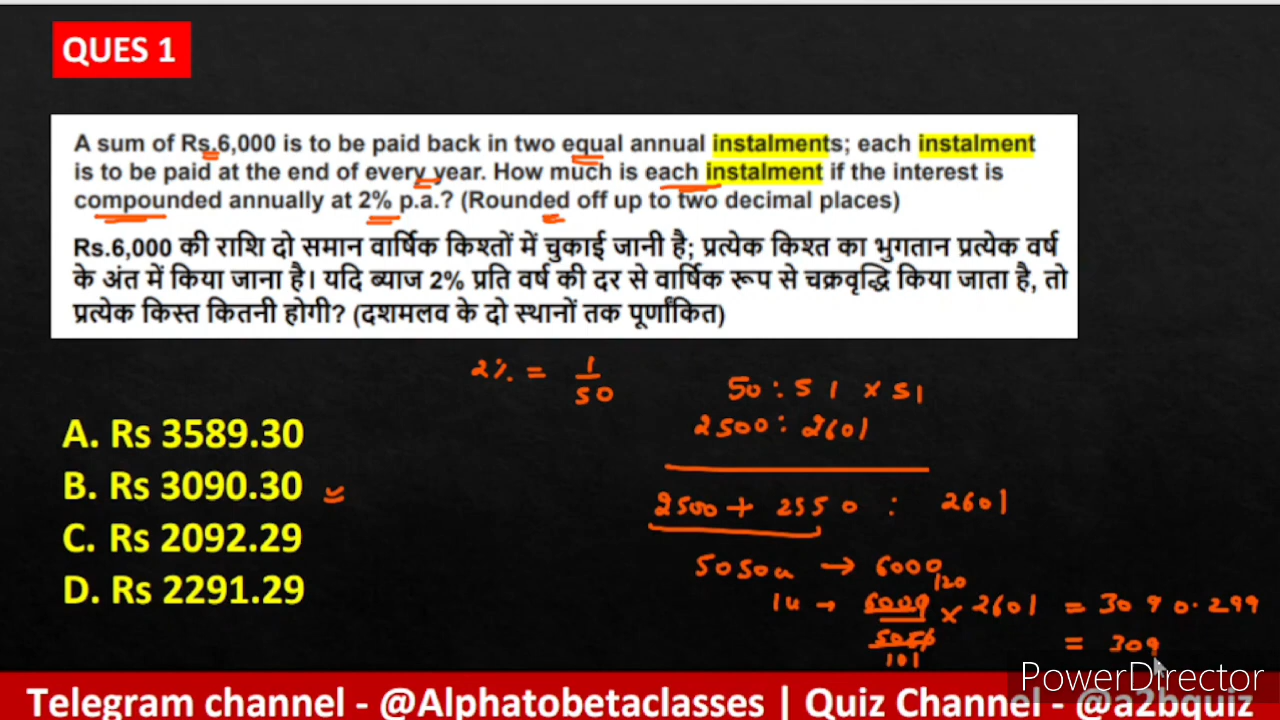 QUES 1
A sum of Rs.6,000 is to be paid back in two equal annual instalments; each instalment
is to be paid at the end of every year. How much is each instalment if the interest is
compounded annually at 2% p.a.? (Rounded off up to two decimal places)
Rs.6,000 की राशि दो समान वार्षिक किश्तों में चुकाई जानी है; प्रत्येक किश्त का भुगतान प्रत्येक वर्ष
के अंत में किया जाना है। यदि ब्याज 2% प्रति वर्ष की दर से वार्षिक रूप से चक्रवृद्धि किया जाता है, तो
प्रत्येक किस्त कितनी होगी? (दशमलव के दो स्थानों तक पूर्णांकित)
2% = 1/50
50 : 51 × 51
2500 : 2601
A. Rs 3589.30
B. Rs 3090.30
C. Rs 2092.29
D. Rs 2291.29
2500 + 2550 : 2601
5050u → 6000
120
1u → 6000/5050 × 2601 = 3090.299
101
= 309
PowerDirector
Telegram channel - @Alphatobetaclasses | Quiz Channel - @a2bquiz